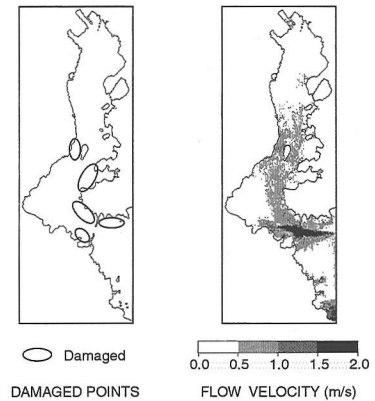 Damaged
DAMAGED POINTS
0.0 0.5 1.0 1.5 2.0
FLOW VELOCITY (m/s)